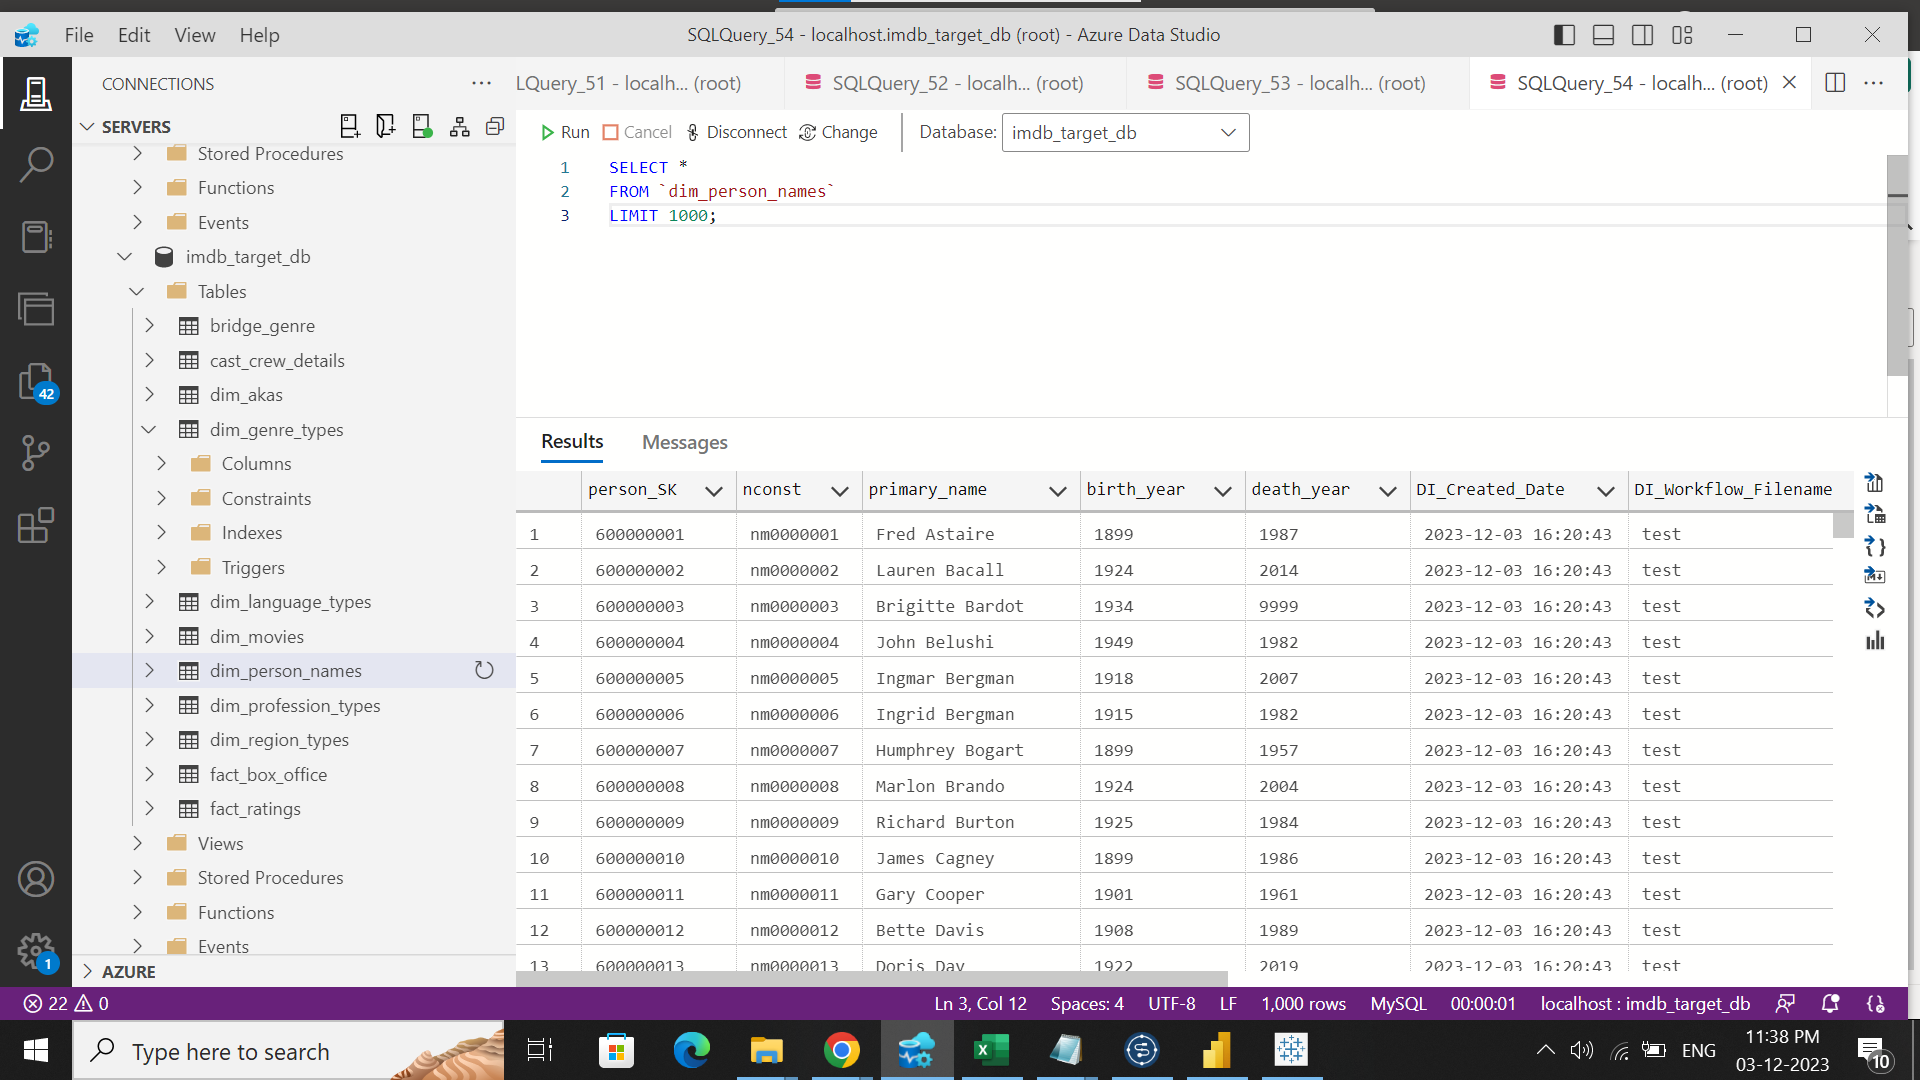 File Edit View Help
SQLQuery_54 - localhost.imdb_target_db (root) - Azure Data Studio
CONNECTIONS
SERVERS
Stored Procedures
Functions
Events
imdb_target_db
Tables
bridge_genre
cast_crew_details
dim_akas
dim_genre_types
Columns
Constraints
Indexes
Triggers
dim_language_types
dim_movies
dim_person_names
dim_profession_types
dim_region_types
fact_box_office
fact_ratings
Views
Stored Procedures
Functions
Events
AZURE
42
1
LQuery_51 - localh... (root) SQLQuery_52 - localh... (root) SQLQuery_53 - localh... (root) SQLQuery_54 - localh... (root)
Run Cancel Disconnect Change Database: imdb_target_db
1 SELECT *
2 FROM `dim_person_names`
3 LIMIT 1000;
Results Messages
person_SK nconst primary_name birth_year death_year DI_Created_Date DI_Workflow_Filename
1 600000001 nm0000001 Fred Astaire 1899 1987 2023-12-03 16:20:43 test
2 600000002 nm0000002 Lauren Bacall 1924 2014 2023-12-03 16:20:43 test
3 600000003 nm0000003 Brigitte Bardot 1934 9999 2023-12-03 16:20:43 test
4 600000004 nm0000004 John Belushi 1949 1982 2023-12-03 16:20:43 test
5 600000005 nm0000005 Ingmar Bergman 1918 2007 2023-12-03 16:20:43 test
6 600000006 nm0000006 Ingrid Bergman 1915 1982 2023-12-03 16:20:43 test
7 600000007 nm0000007 Humphrey Bogart 1899 1957 2023-12-03 16:20:43 test
8 600000008 nm0000008 Marlon Brando 1924 2004 2023-12-03 16:20:43 test
9 600000009 nm0000009 Richard Burton 1925 1984 2023-12-03 16:20:43 test
10 600000010 nm0000010 James Cagney 1899 1986 2023-12-03 16:20:43 test
11 600000011 nm0000011 Gary Cooper 1901 1961 2023-12-03 16:20:43 test
12 600000012 nm0000012 Bette Davis 1908 1989 2023-12-03 16:20:43 test
13 600000013 nm0000013 Doris Day 1922 2019 2023-12-03 16:20:43 test
22 0 Ln 3, Col 12 Spaces: 4 UTF-8 LF 1,000 rows MySQL 00:00:01 localhost : imdb_target_db
Type here to search
ENG
11:38 PM
03-12-2023
10